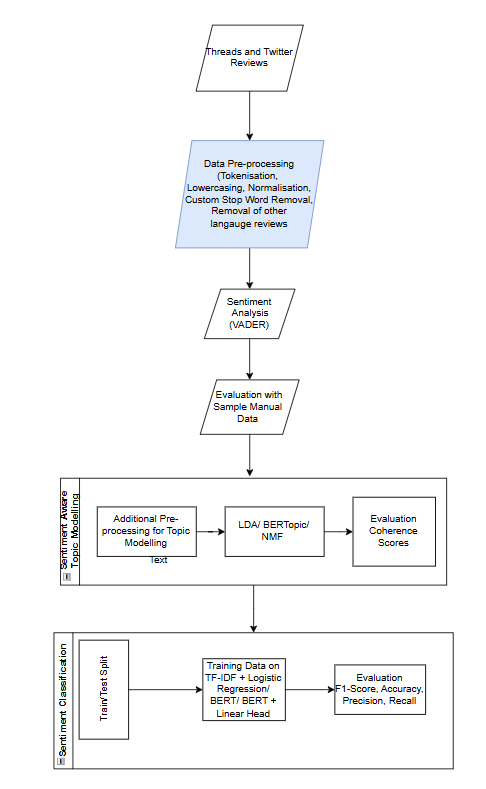 Threads and Twitter
Reviews
Data Pre-processing
(Tokenisation,
Lowercasing, Normalisation,
Custom Stop Word Removal,
Removal of other
langauge reviews
Sentiment
Analysis
(VADER)
Evaluation with
Sample Manual
Data
Sentiment Aware
Topic Modelling
Additional Pre-
processing for Topic
Modelling
Text
LDA/ BERTopic/
NMF
Evaluation
Coherence
Scores
Sentiment Classification
Train/Test Split
Training Data on
TF-IDF + Logistic
Regression/
BERT/ BERT +
Linear Head
Evaluation
F1-Score, Accuracy,
Precision, Recall